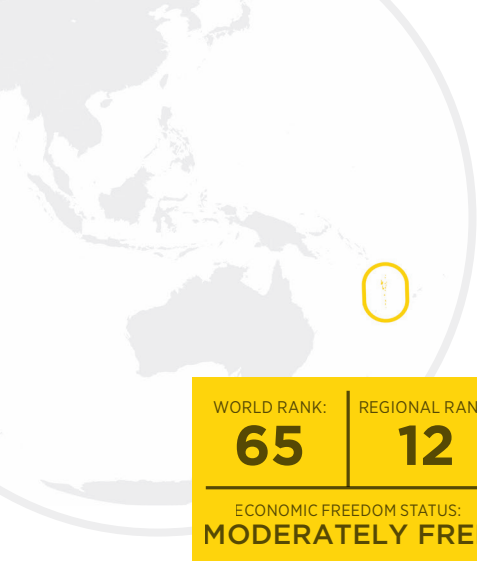 WORLD RANK:
65
REGIONAL RAN
12
ECONOMIC FREEDOM STATUS:
MODERATELY FRE